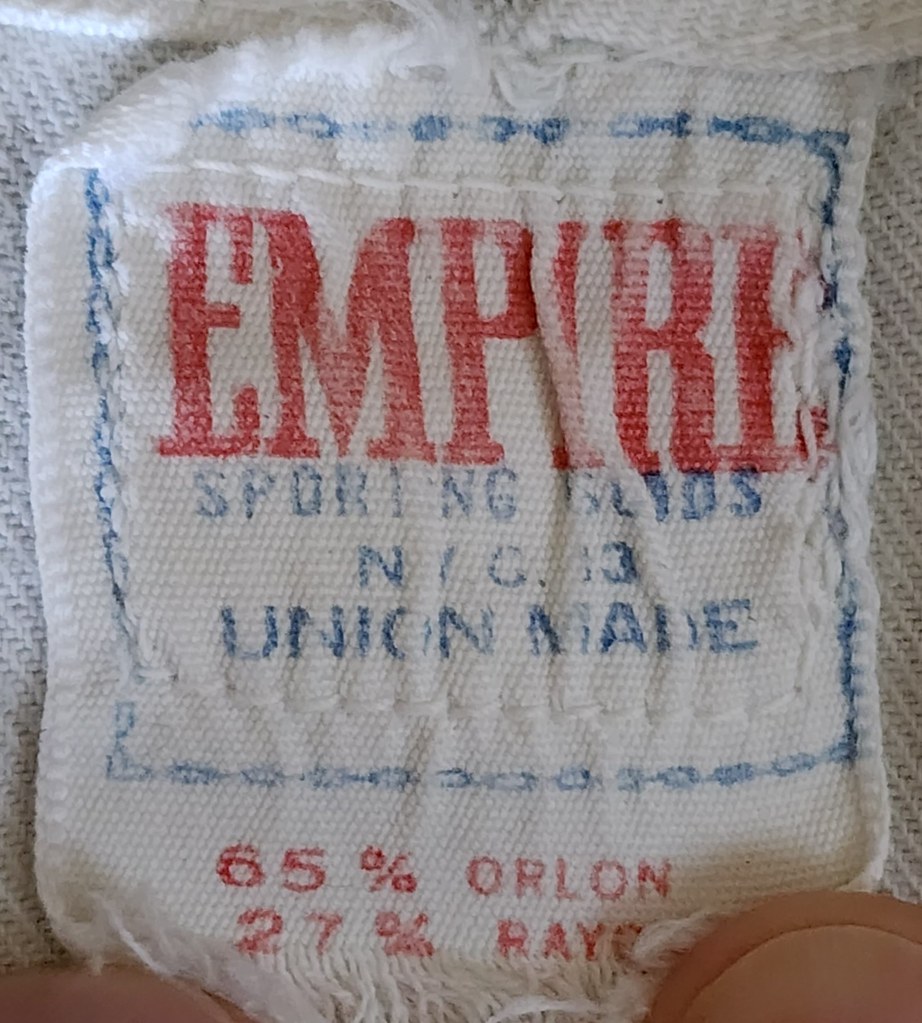 EMPIRE
SPORTING GOODS
N Y C. 13
UNION MADE
65 % ORLON
27 %